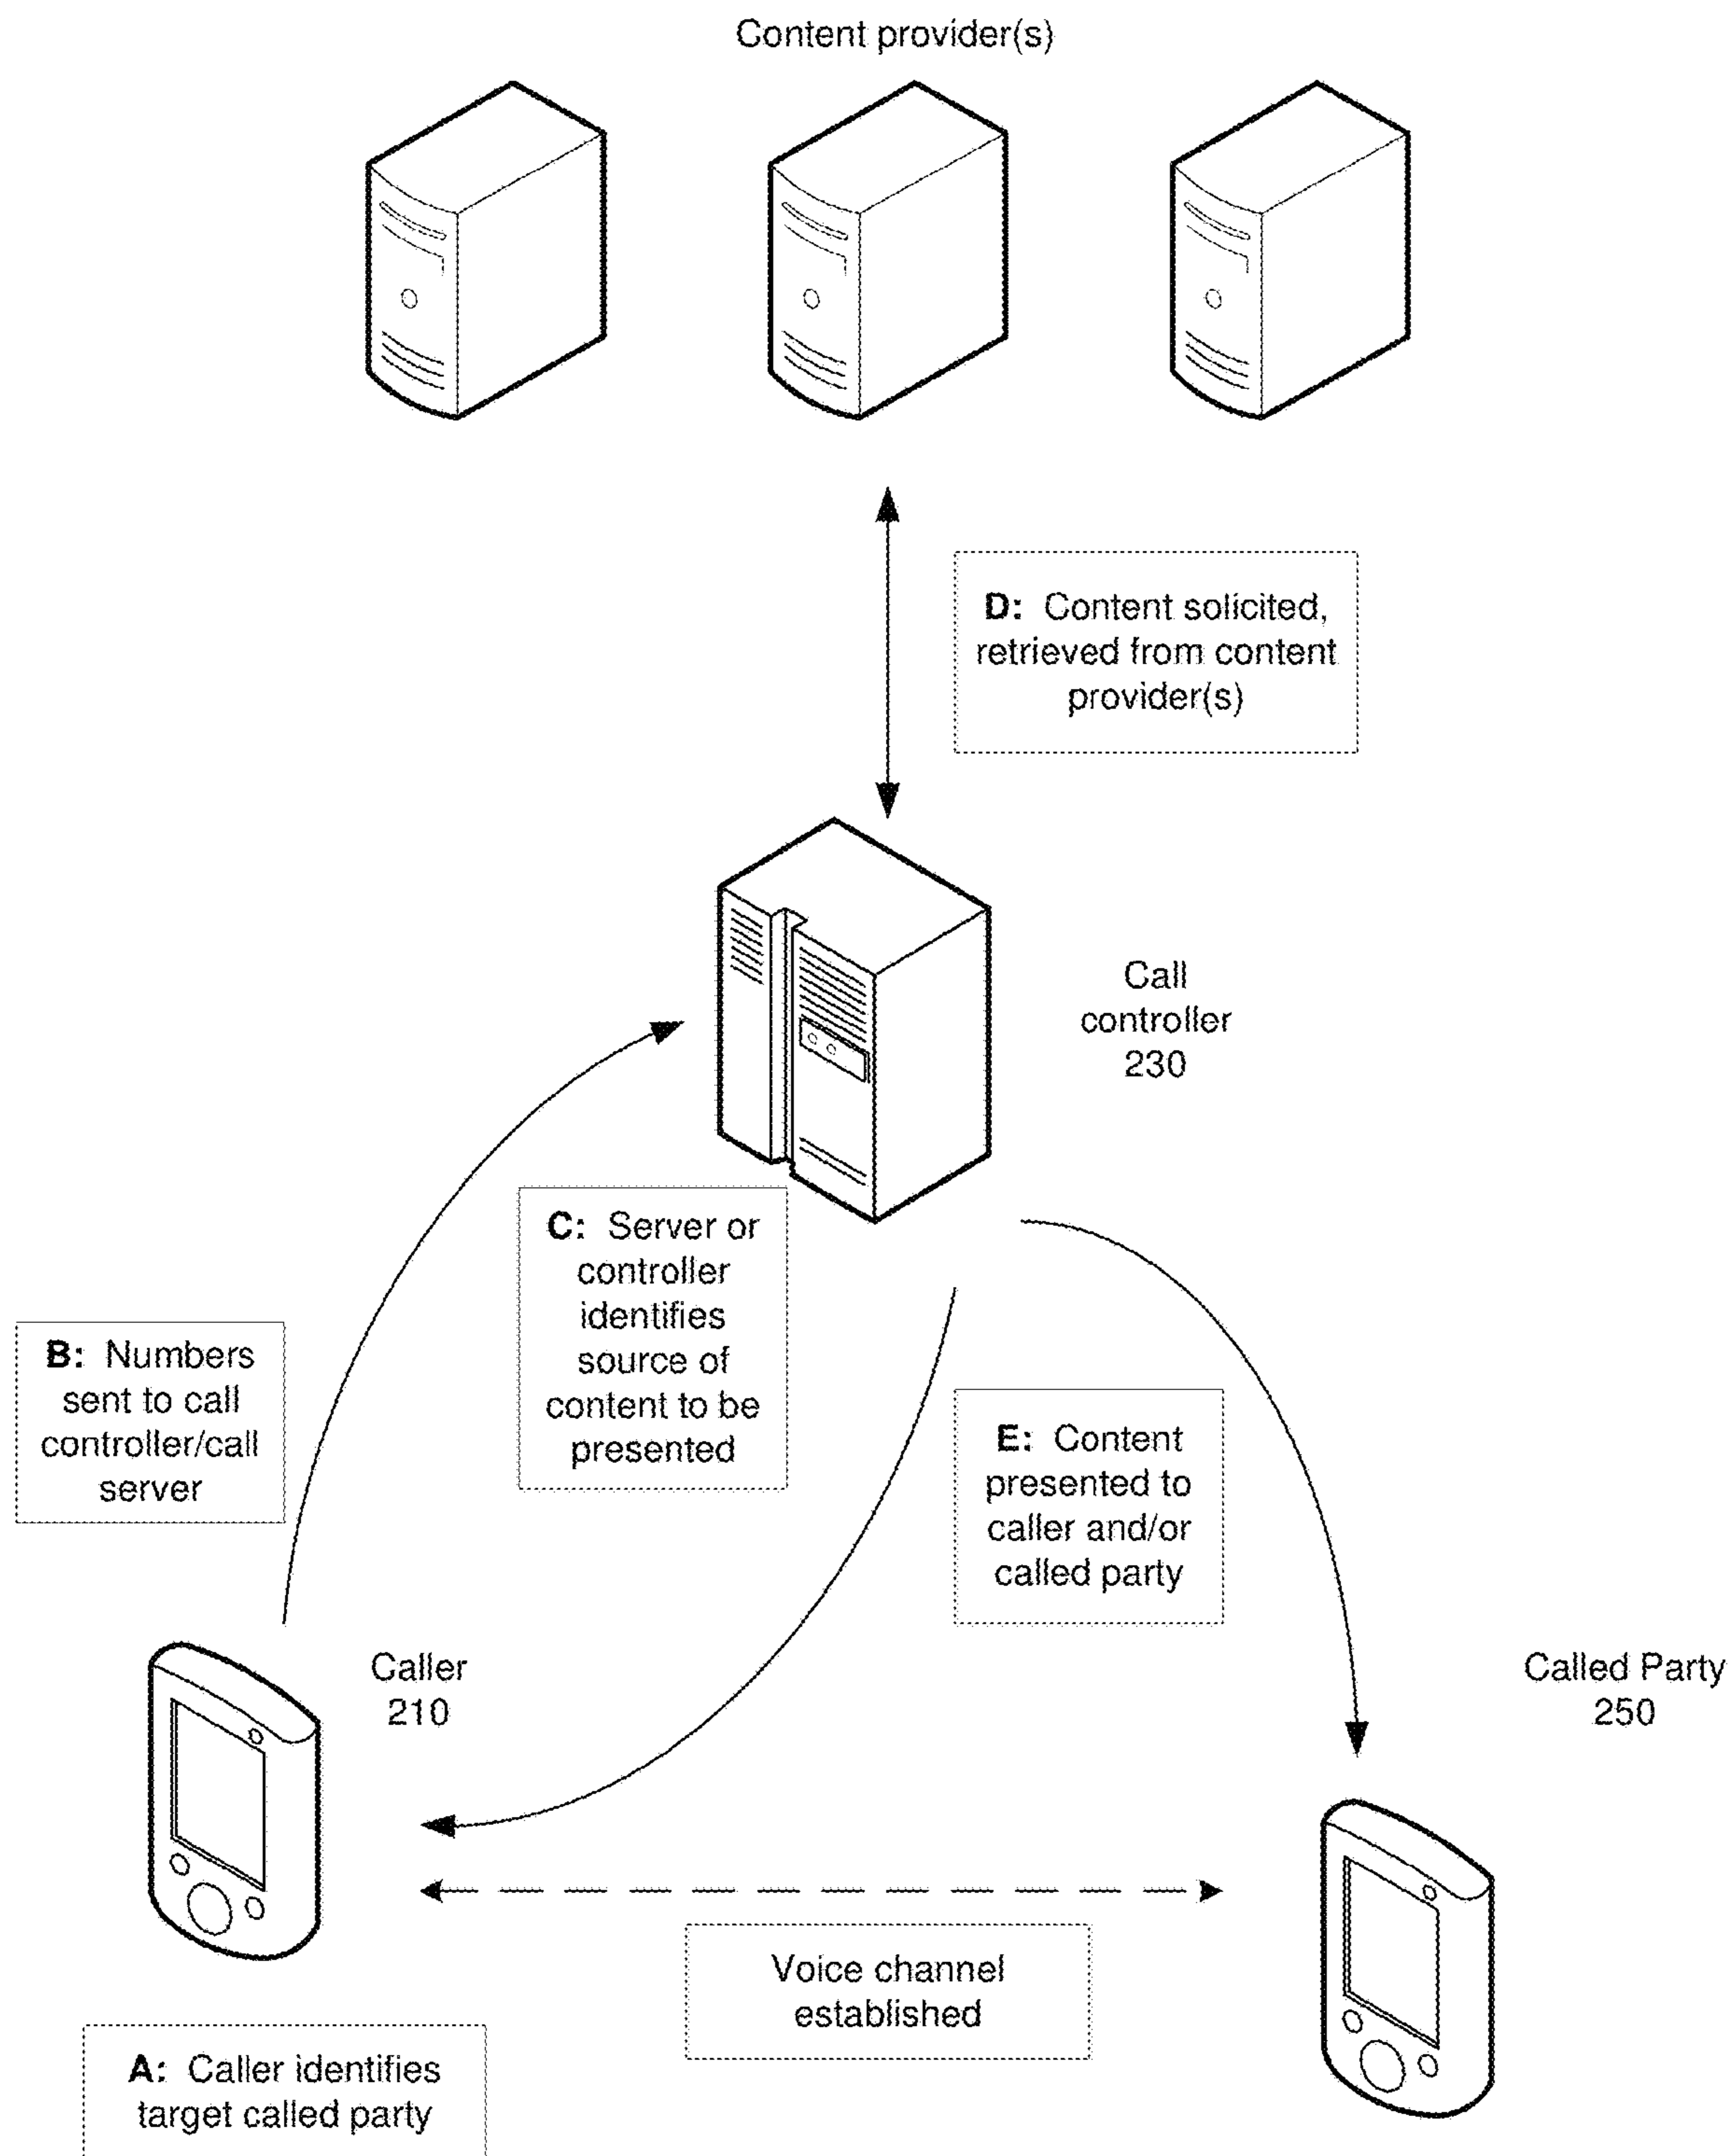 Content provider(s)
D: Content solicited,
retrieved from content
provider(s)
Call
controller
230
C: Server or
controller
identifies
source of
content to be
presented
B: Numbers
sent to call
controller/call
server
E: Content
presented to
caller and/or
called party
Caller
210
Called Party
250
Voice channel
established
A: Caller identifies
target called party